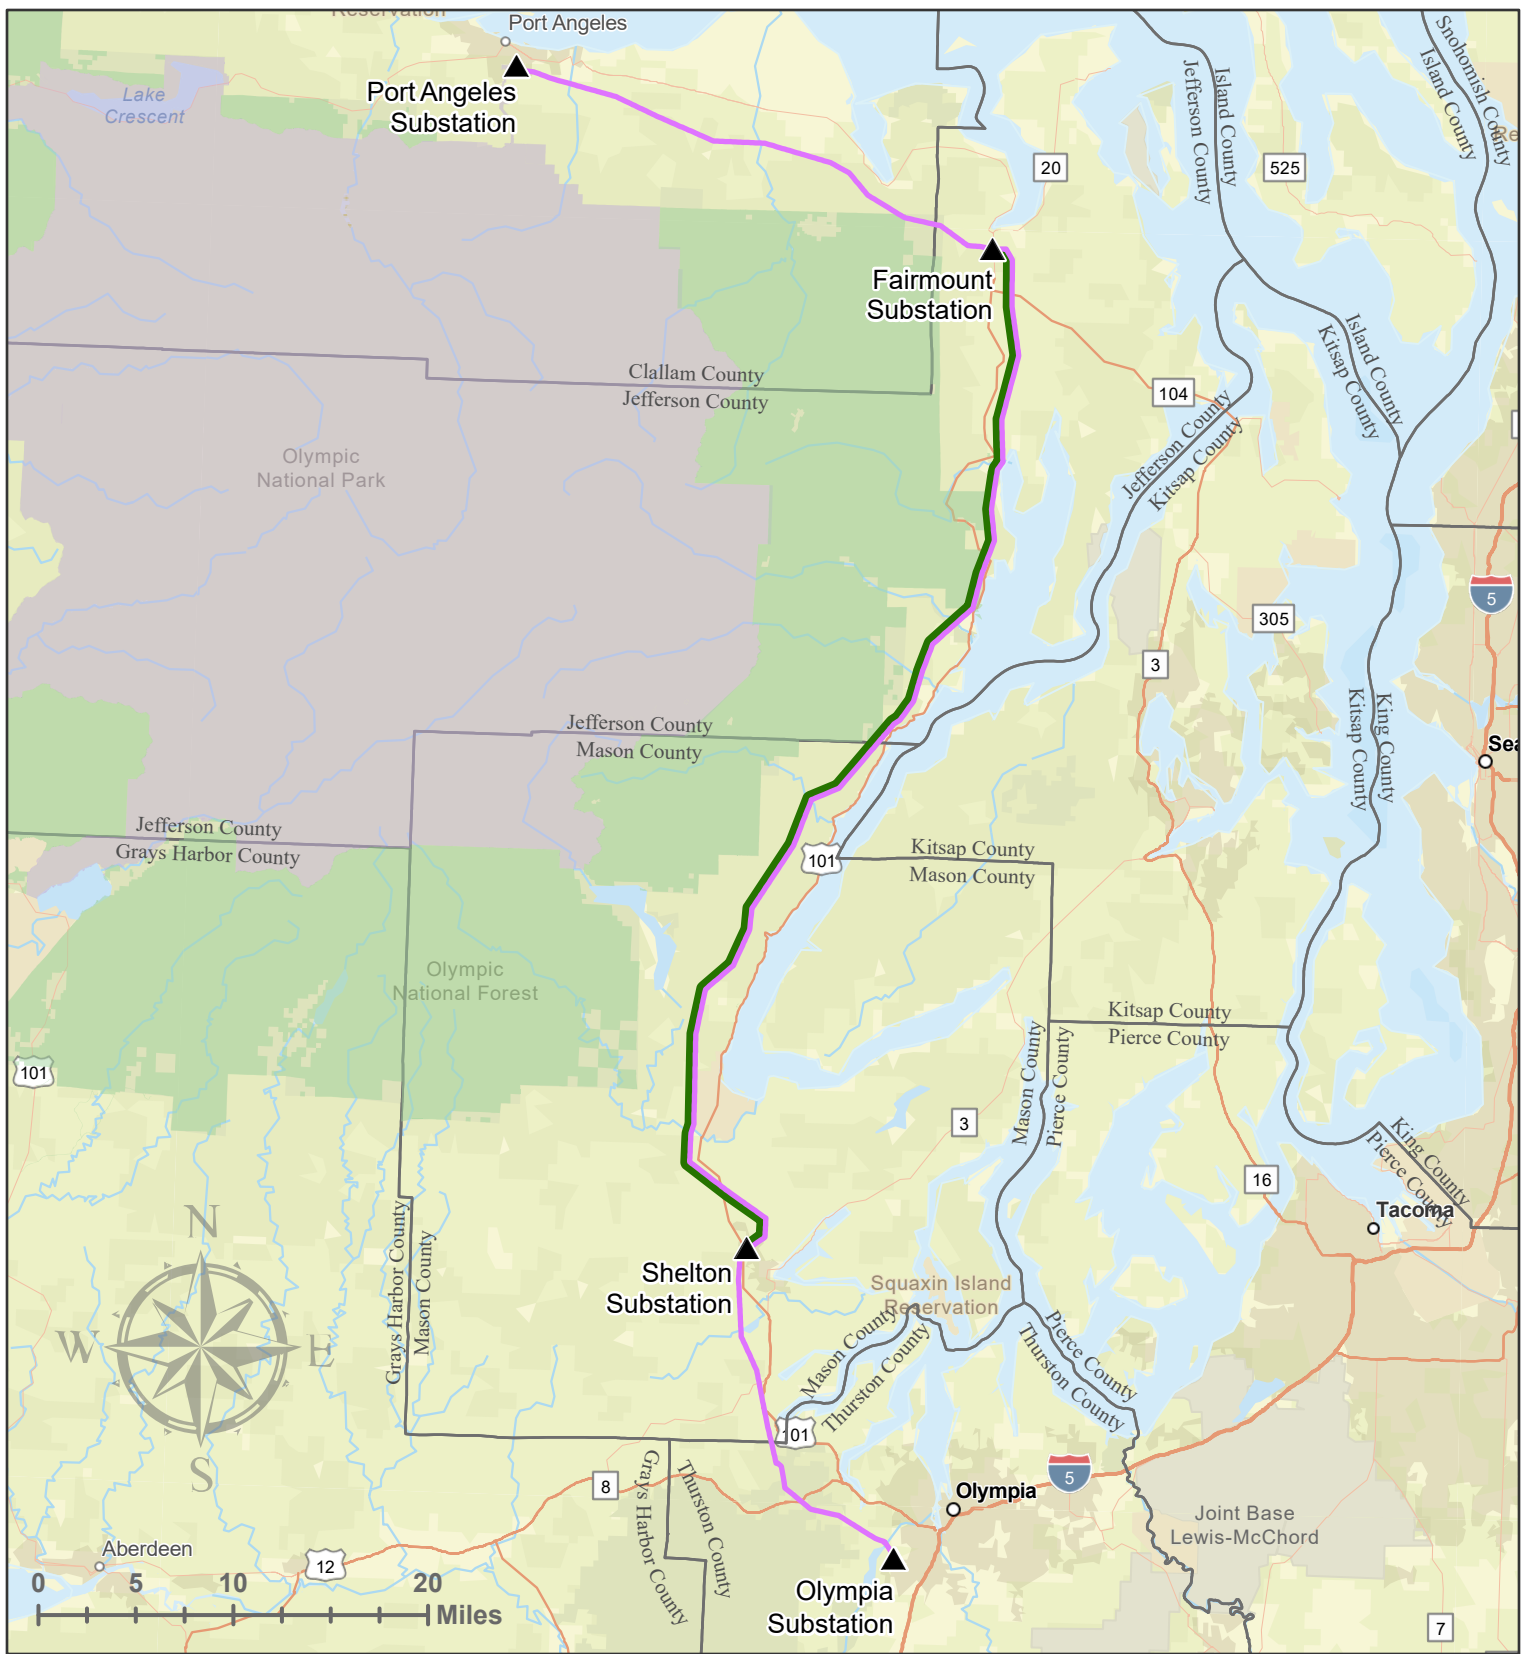 Reservation
Port Angeles
Port Angeles
Substation
Lake
Crescent
Snohomish County
Island County
Island County
Jefferson County
20
525
Fairmount
Substation
Island County
Kitsap County
Clallam County
Jefferson County
104
Jefferson County
Kitsap County
Olympic
National Park
5
305
3
King County
Kitsap County
Jefferson County
Mason County
Sea
Jefferson County
Grays Harbor County
101
Kitsap County
Mason County
Olympic
National Forest
Kitsap County
Pierce County
Mason County
Pierce County
101
3
King County
Pierce County
16
Tacoma
N
W
E
S
Grays Harbor County
Mason County
Shelton
Substation
Squaxin Island
Reservation
Mason County
Thurston County
Pierce County
Thurston County
101
8
Grays Harbor County
Thurston County
5
Olympia
Joint Base
Lewis-McChord
Aberdeen
12
0 5 10 20
Miles
Olympia
Substation
7